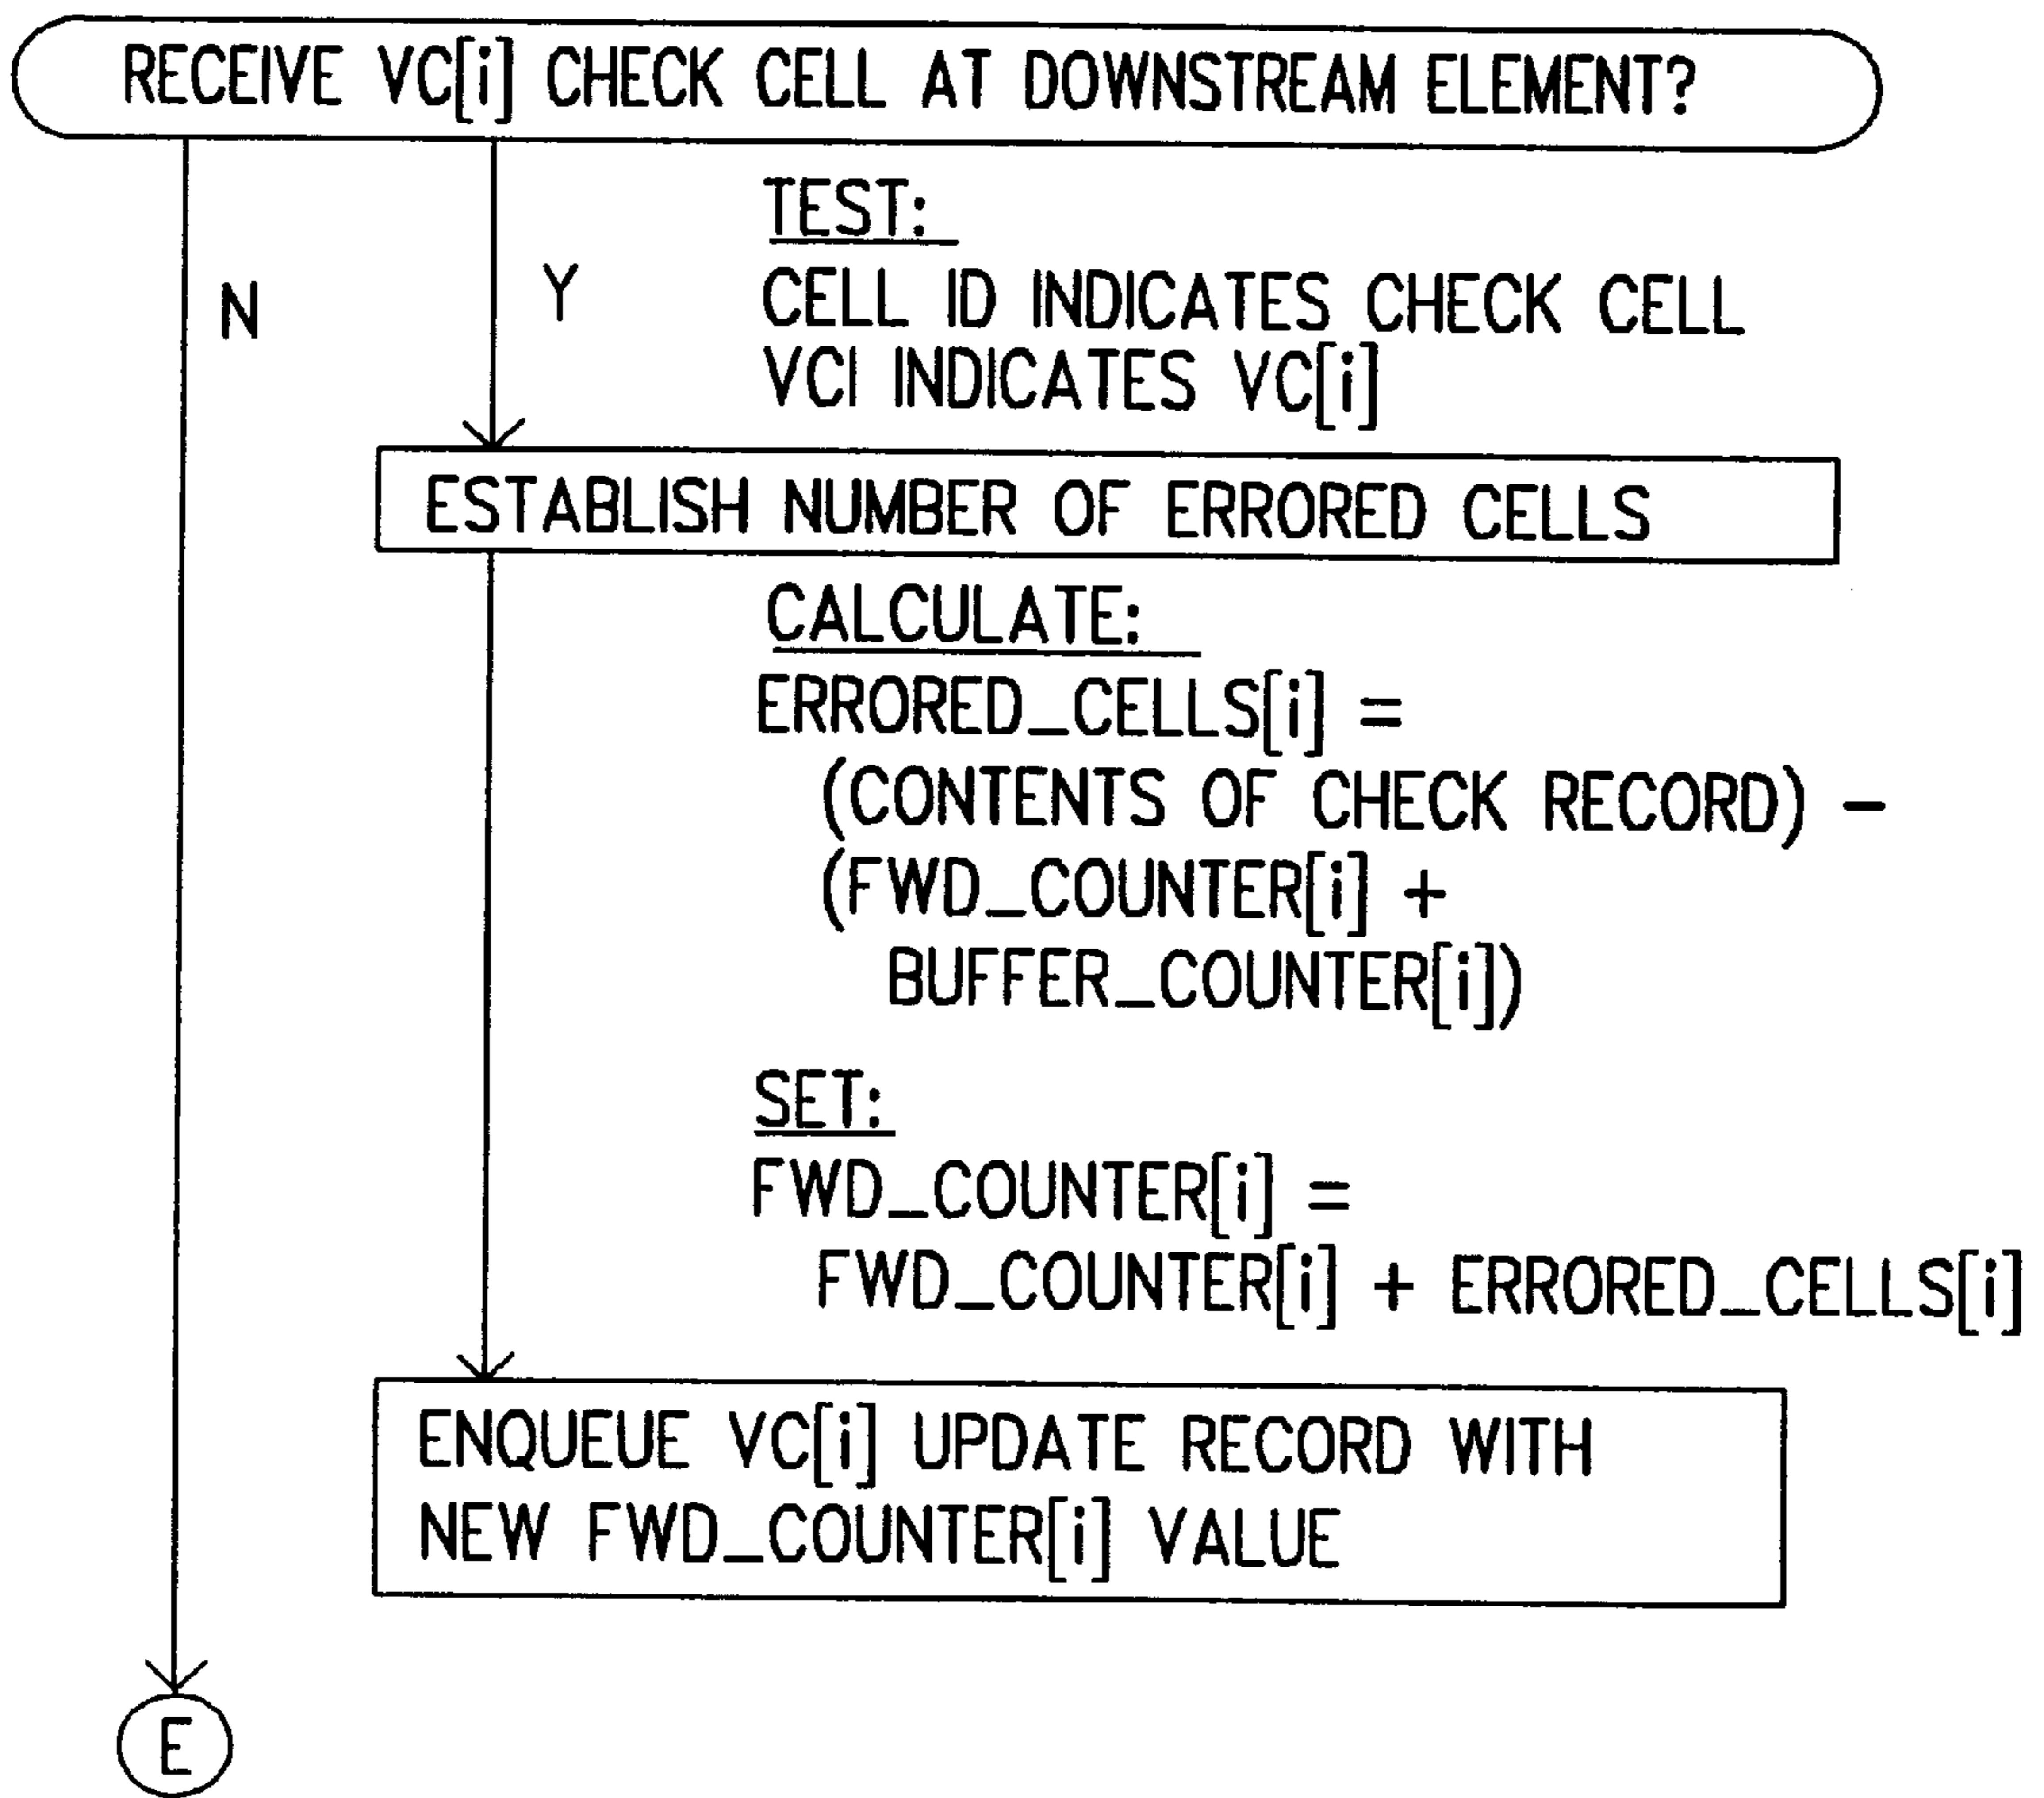 RECEIVE VC[i] CHECK CELL AT DOWNSTREAM ELEMENT?
TEST:
N
Y
CELL ID INDICATES CHECK CELL
VCI INDICATES VC[i]
ESTABLISH NUMBER OF ERRORED CELLS
CALCULATE:
ERRORED_CELLS[i] =
(CONTENTS OF CHECK RECORD) –
(FWD_COUNTER[i] +
BUFFER_COUNTER[i])
SET:
FWD_COUNTER[i] =
FWD_COUNTER[i] + ERRORED_CELLS[i]
ENQUEUE VC[i] UPDATE RECORD WITH
NEW FWD_COUNTER[i] VALUE
E